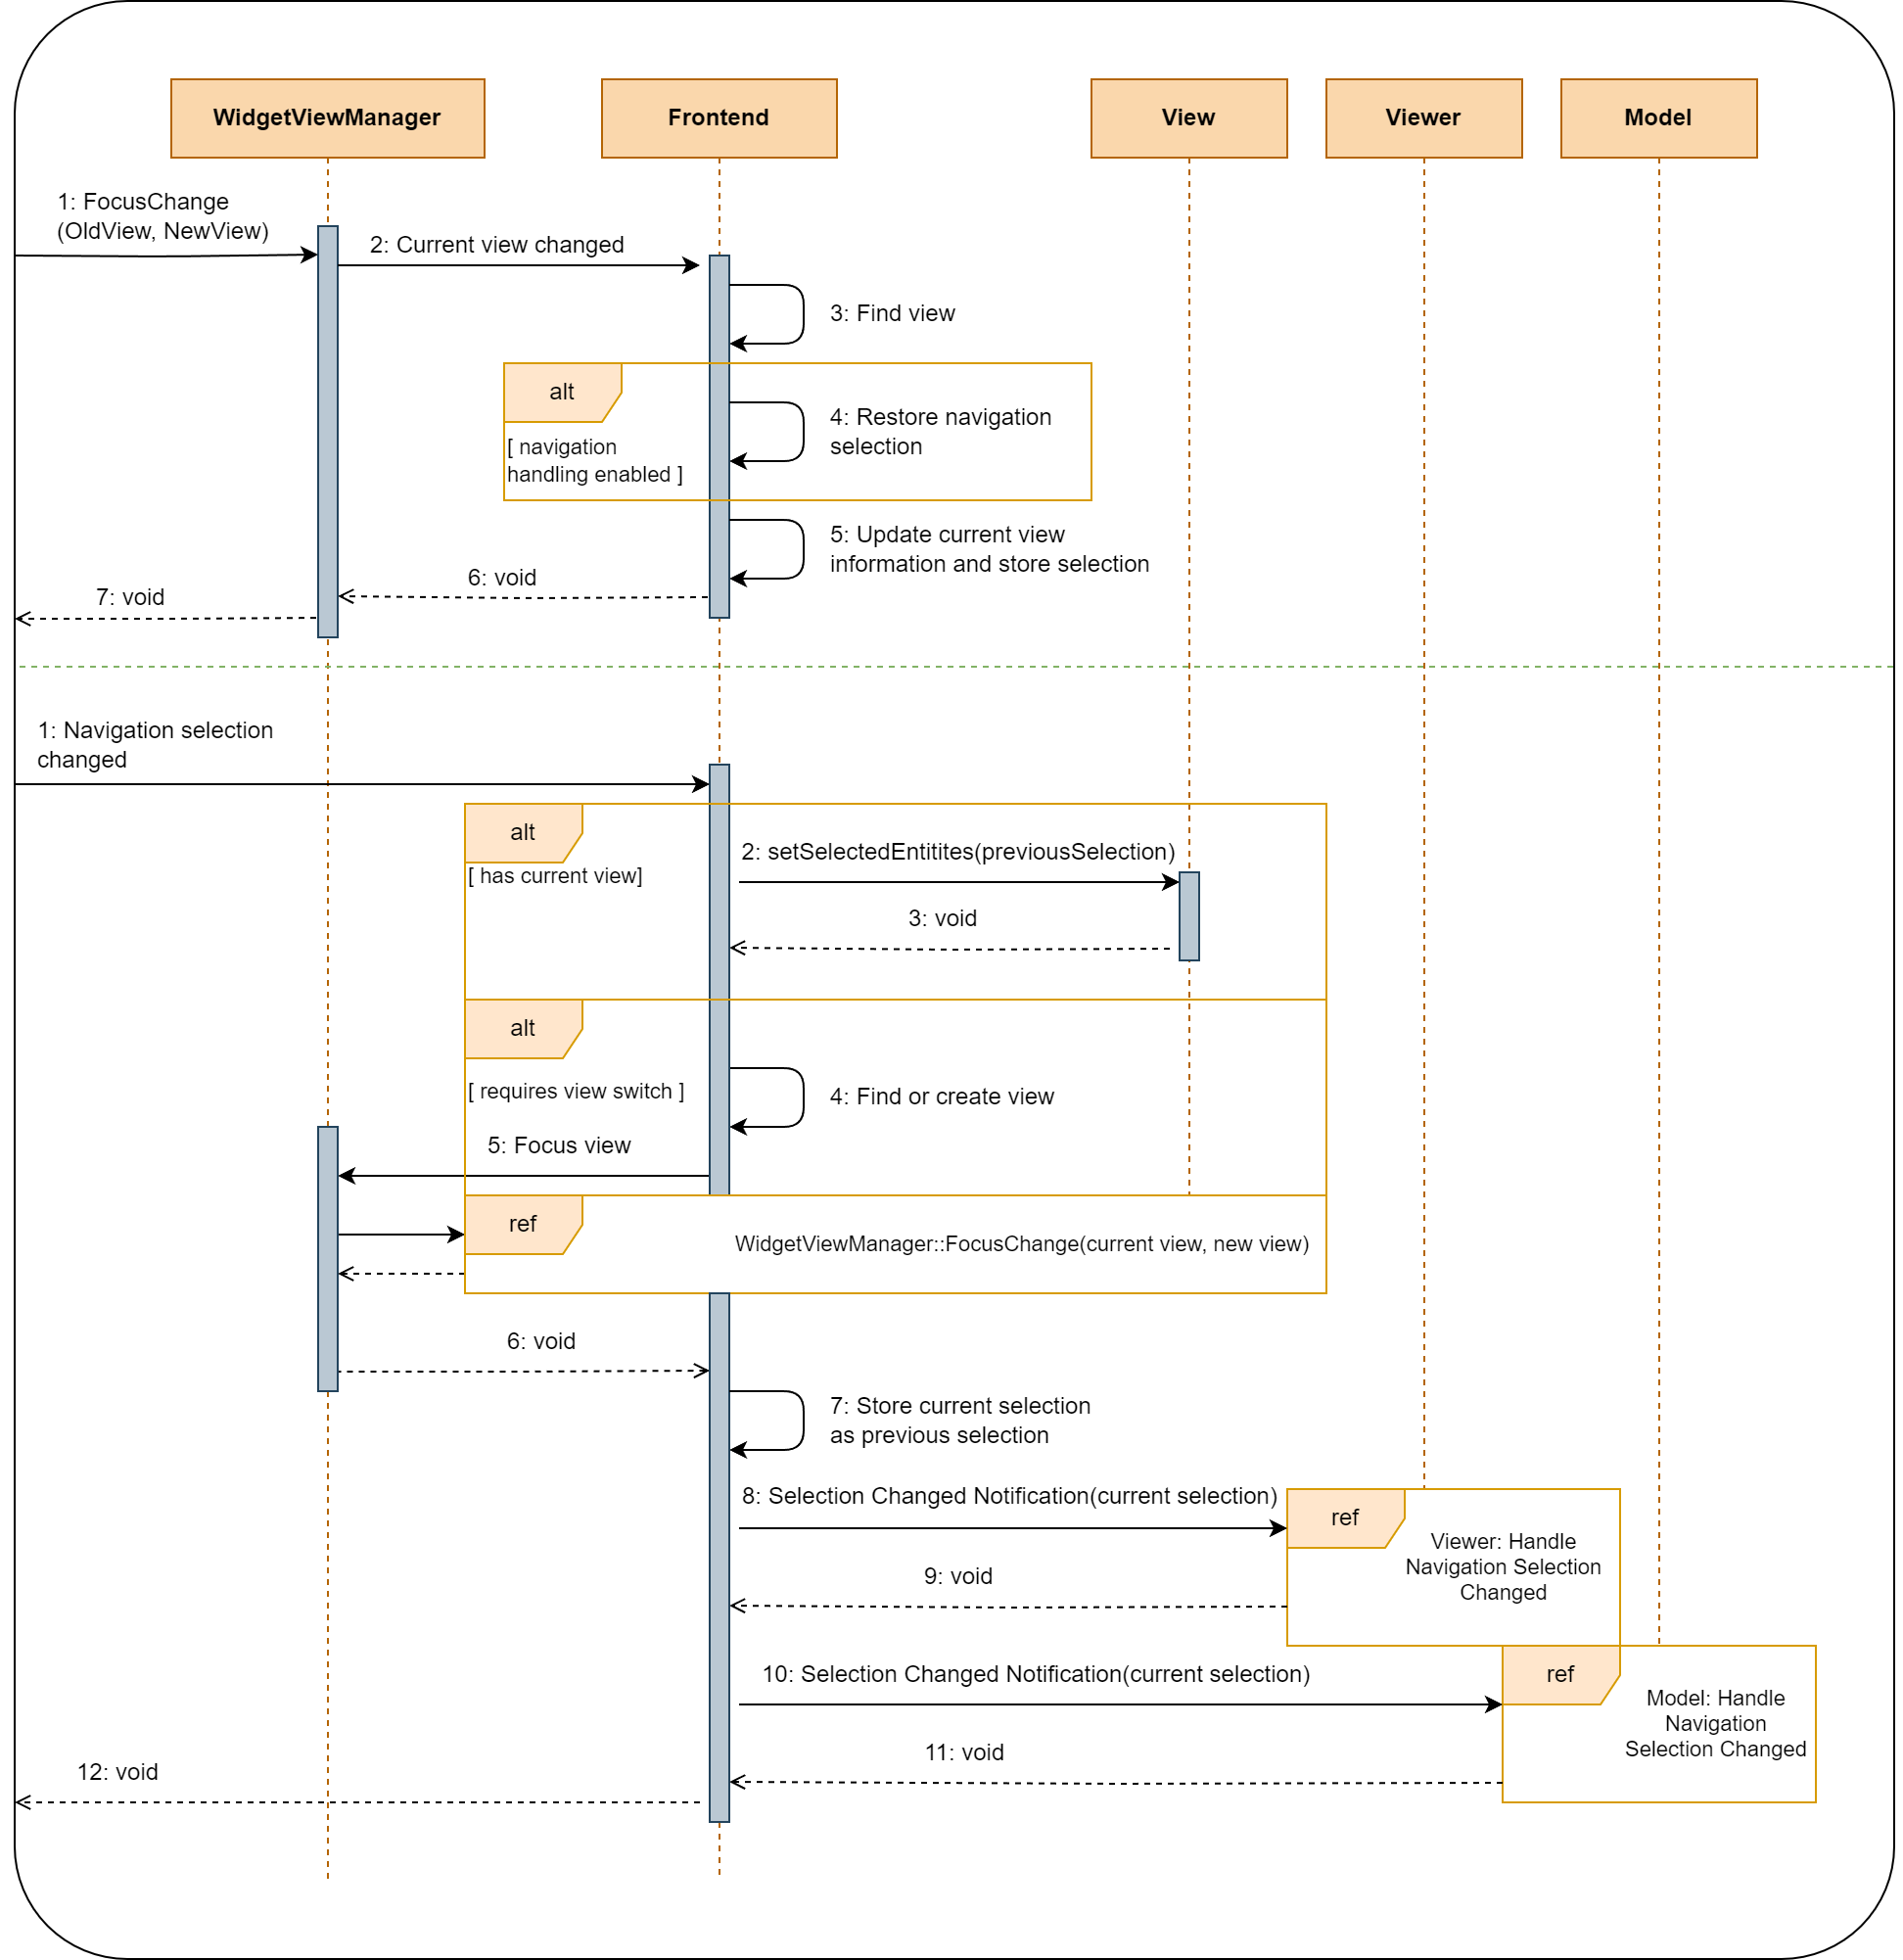 WidgetViewManager
Frontend
View
Viewer
Model
1: FocusChange
(OldView, NewView)
2: Current view changed
3: Find view
alt
[ navigation
handling enabled ]
4: Restore navigation
selection
5: Update current view
information and store selection
6: void
7: void
1: Navigation selection
changed
alt
[ has current view]
2: setSelectedEntitites(previousSelection)
3: void
alt
[ requires view switch ]
4: Find or create view
5: Focus view
ref
WidgetViewManager::FocusChange(current view, new view)
6: void
7: Store current selection
as previous selection
8: Selection Changed Notification(current selection)
ref
Viewer: Handle
Navigation Selection
Changed
9: void
10: Selection Changed Notification(current selection)
ref
Model: Handle
Navigation
Selection Changed
11: void
12: void